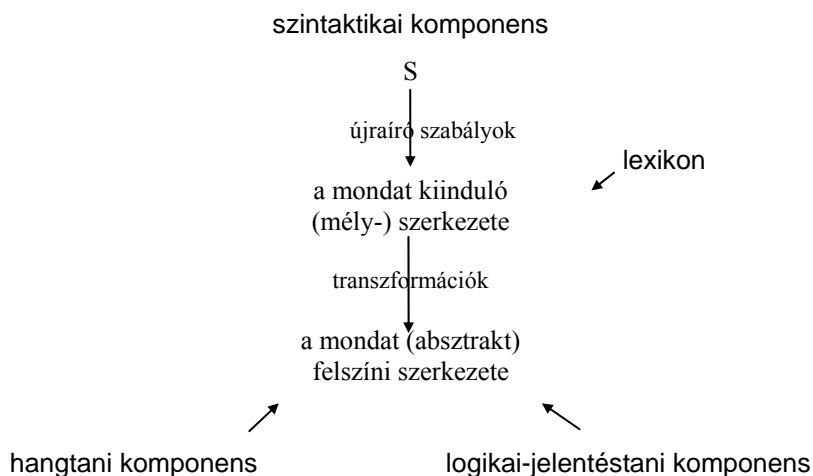 szintaktikai komponens
S
újraíró szabályok
lexikon
a mondat kiinduló
(mély-) szerkezete
transzformációk
a mondat (absztrakt)
felszíni szerkezete
hangtani komponens
logikai-jelentéstani komponens